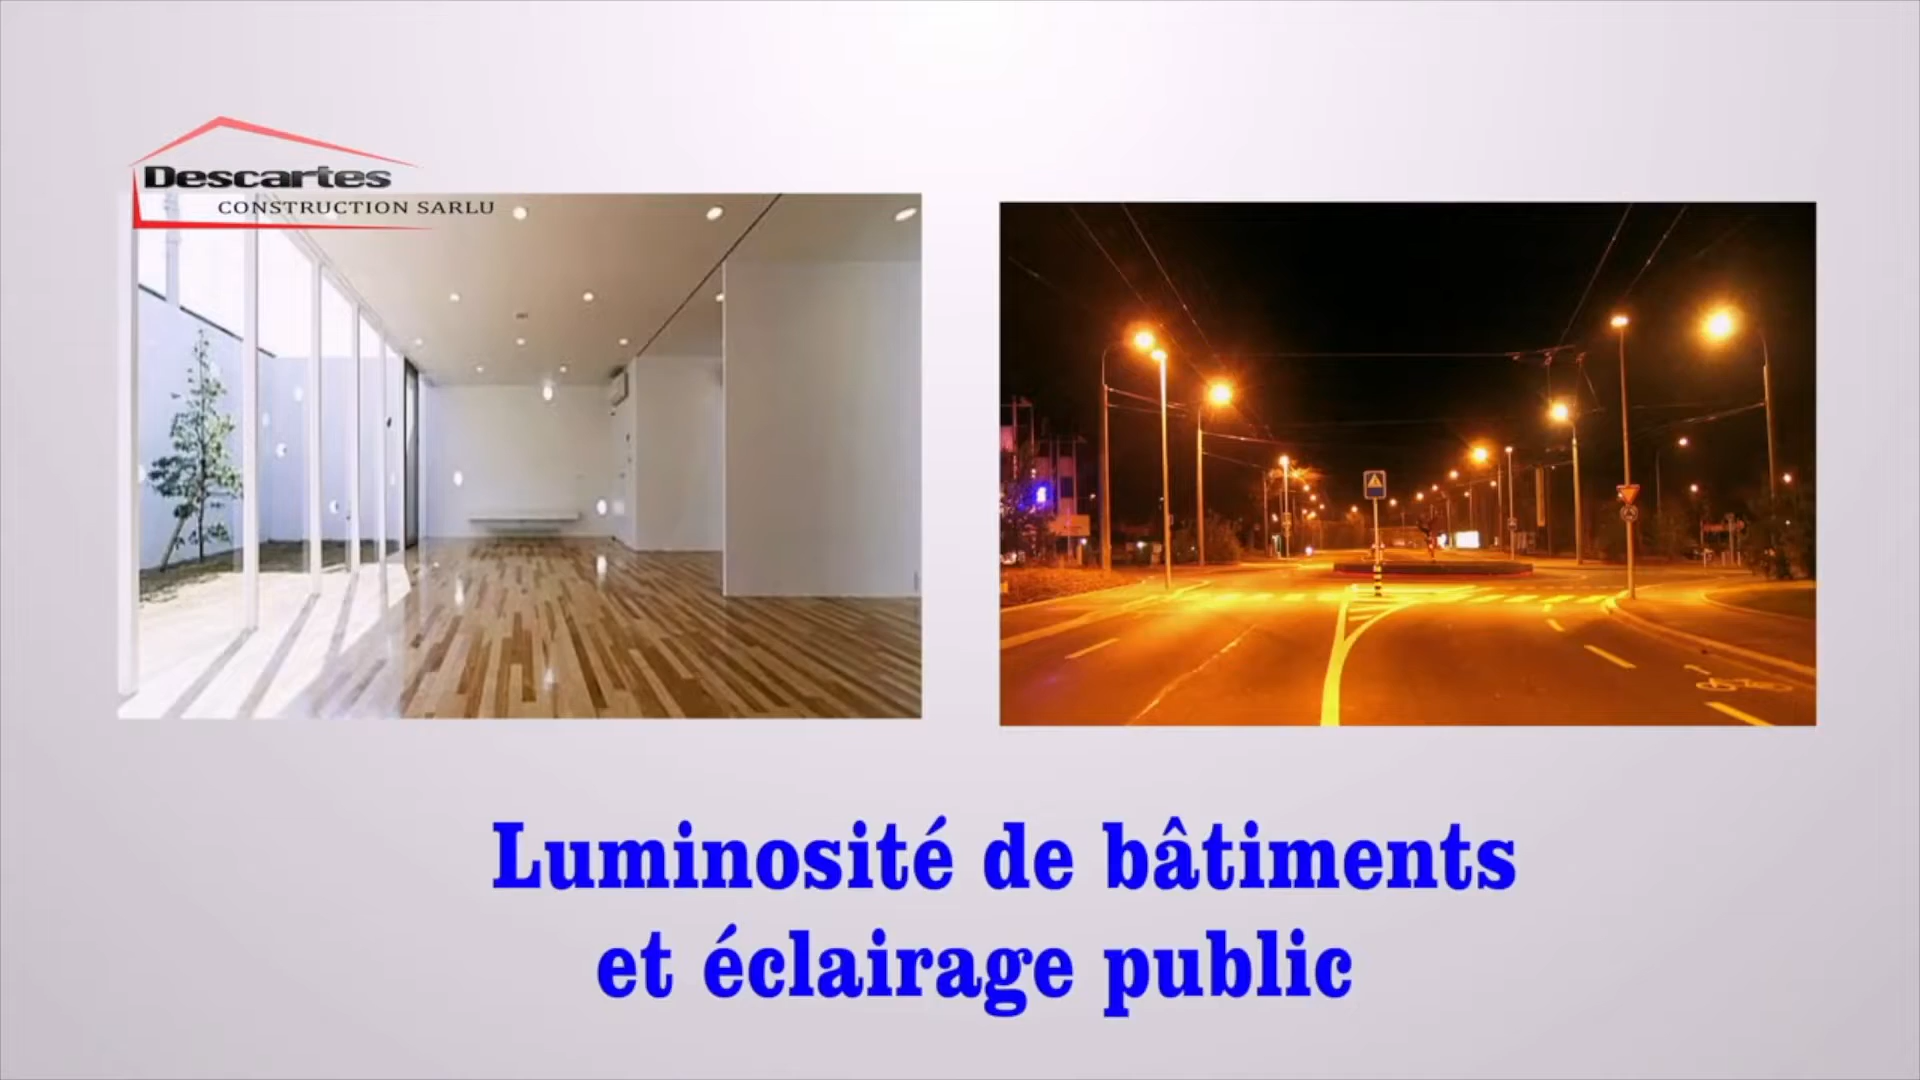 Descartes
CONSTRUCTION SARLU
Luminosité de bâtiments
et éclairage public